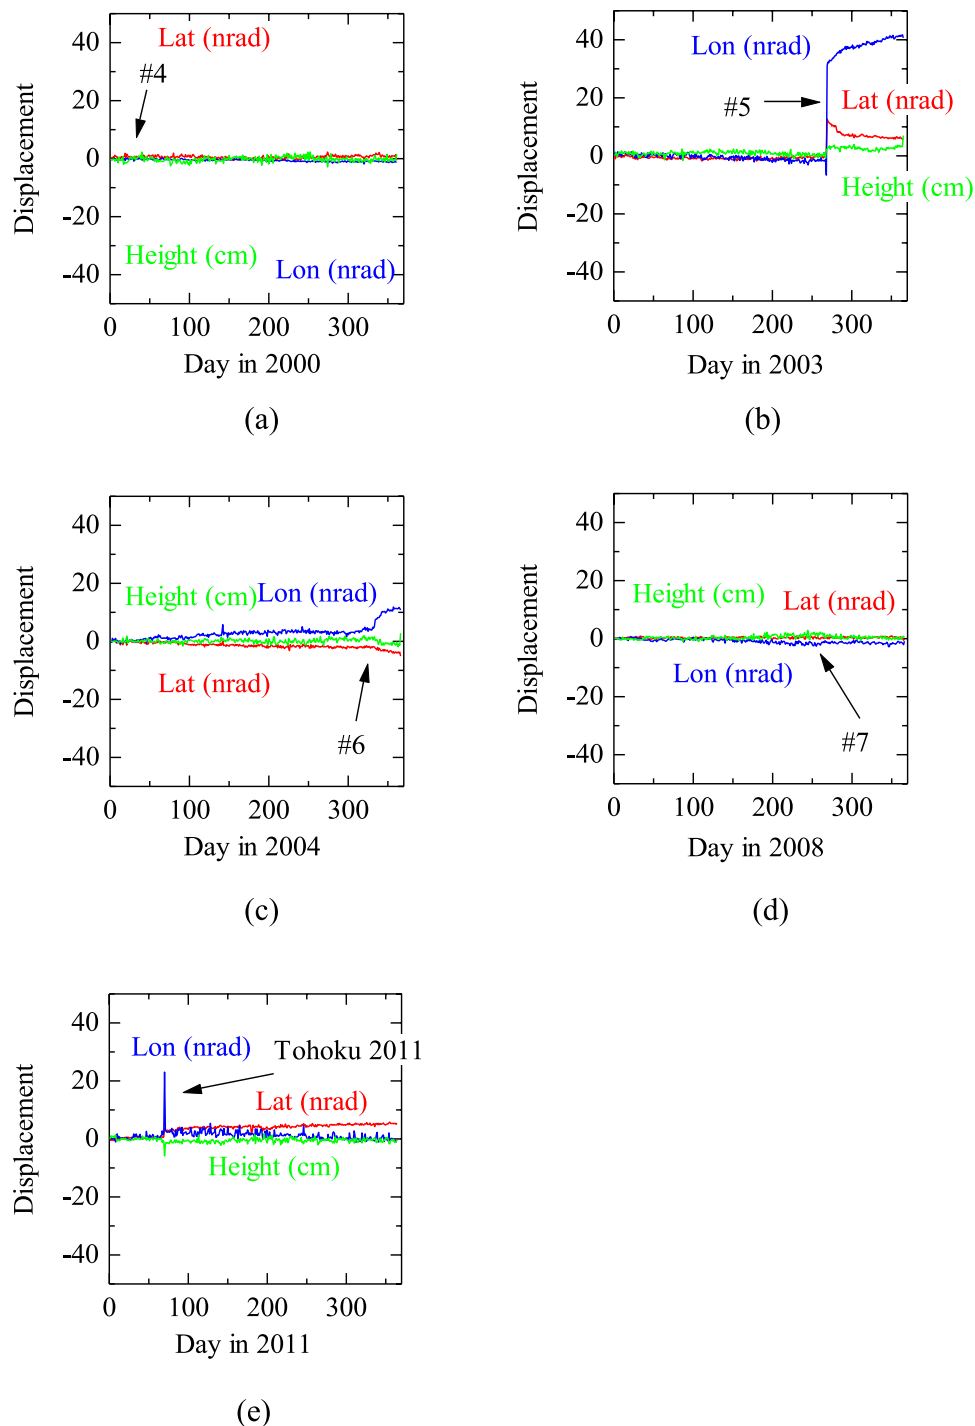 Displacement
40
20
0
-20
-40
Lat (nrad)
#4
Height (cm)
Lon (nrad)
0 100 200 300
Day in 2000
(a)
Displacement
40
20
0
-20
-40
Lon (nrad)
#5
Lat (nrad)
Height (cm)
0 100 200 300
Day in 2003
(b)
Displacement
40
20
0
-20
-40
Height (cm)
Lon (nrad)
Lat (nrad)
#6
0 100 200 300
Day in 2004
(c)
Displacement
40
20
0
-20
-40
Height (cm)
Lat (nrad)
Lon (nrad)
#7
0 100 200 300
Day in 2008
(d)
Displacement
40
20
0
-20
-40
Lon (nrad)
Tohoku 2011
Lat (nrad)
Height (cm)
0 100 200 300
Day in 2011
(e)